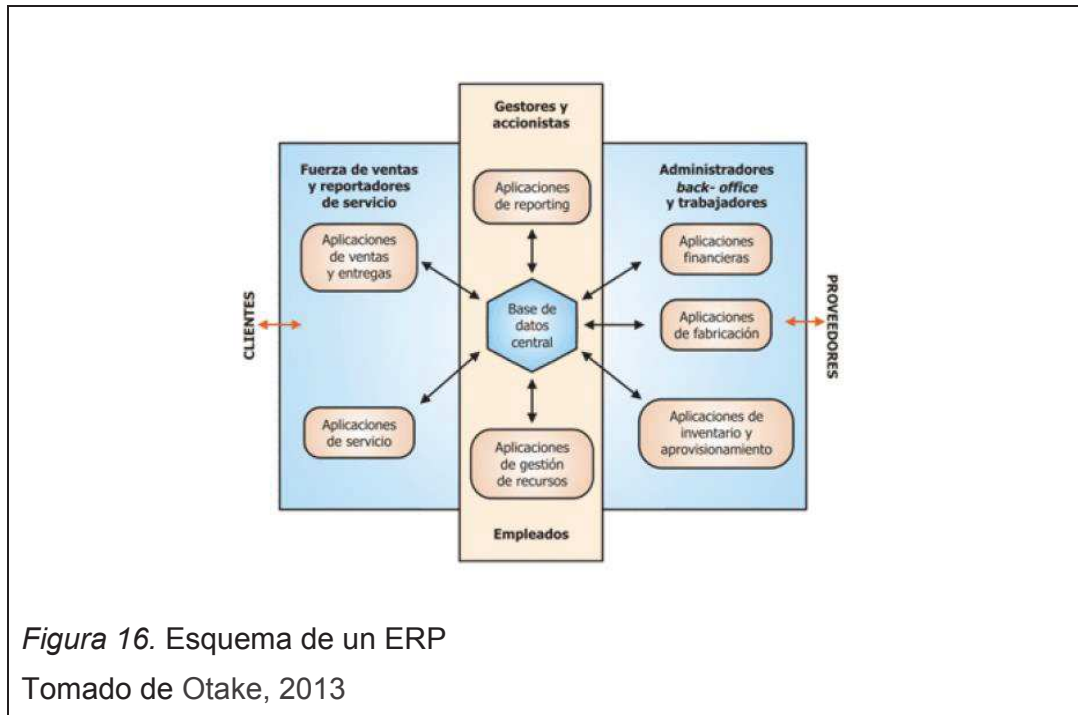 Gestores y
accionistas
Fuerza de ventas
y reportadores
de servicio
Administradores
back- office
y trabajadores
Aplicaciones
de reporting
Aplicaciones
de ventas
y entregas
Aplicaciones
financieras
CLIENTES
Base de
datos
central
Aplicaciones
de fabricación
PROVEEDORES
Aplicaciones
de servicio
Aplicaciones
de gestión
de recursos
Aplicaciones de
inventario y
aprovisionamiento
Empleados
Figura 16. Esquema de un ERP
Tomado de Otake, 2013